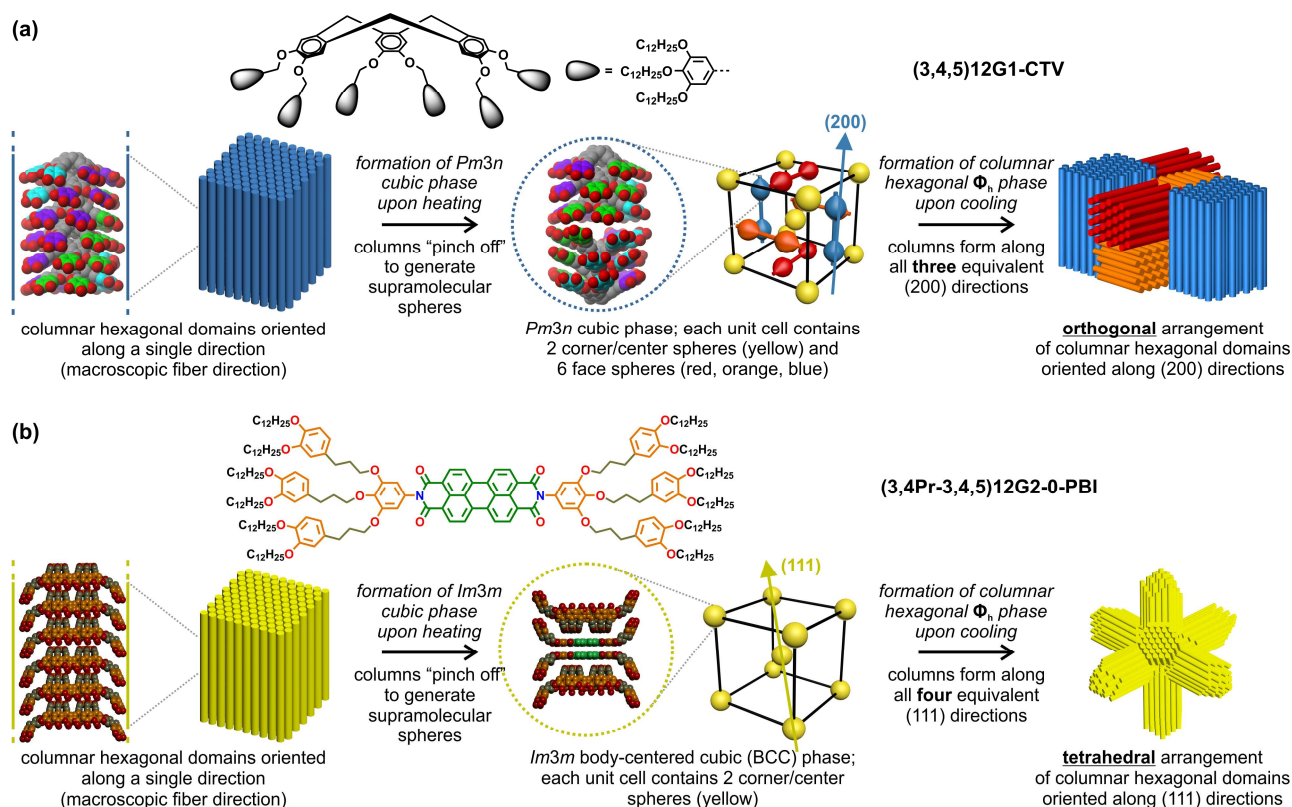 (a)
C12H25O
C12H25O
C12H25O
O
O
O
O
O
O
=
(3,4,5)12G1-CTV
(200)
formation of Pm3n
cubic phase
upon heating
columns “pinch off”
to generate
supramolecular
spheres
formation of columnar
hexagonal Φh phase
upon cooling
columns form along
all three equivalent
(200) directions
columnar hexagonal domains oriented
along a single direction
(macroscopic fiber direction)
Pm3n cubic phase; each unit cell contains
2 corner/center spheres (yellow) and
6 face spheres (red, orange, blue)
orthogonal arrangement
of columnar hexagonal domains
oriented along (200) directions
(b)
C12H25O
C12H25O
C12H25O
C12H25O
C12H25O
C12H25O
O
O
O
O
O
N
N
O
O
O
O
O
OC12H25
OC12H25
OC12H25
OC12H25
OC12H25
OC12H25
(3,4Pr-3,4,5)12G2-0-PBI
(111)
formation of Im3m
cubic phase
upon heating
columns “pinch off”
to generate
supramolecular
spheres
formation of columnar
hexagonal Φh phase
upon cooling
columns form along
all four equivalent
(111) directions
columnar hexagonal domains oriented
along a single direction
(macroscopic fiber direction)
Im3m body-centered cubic (BCC) phase;
each unit cell contains 2 corner/center
spheres (yellow)
tetrahedral arrangement
of columnar hexagonal domains
oriented along (111) directions